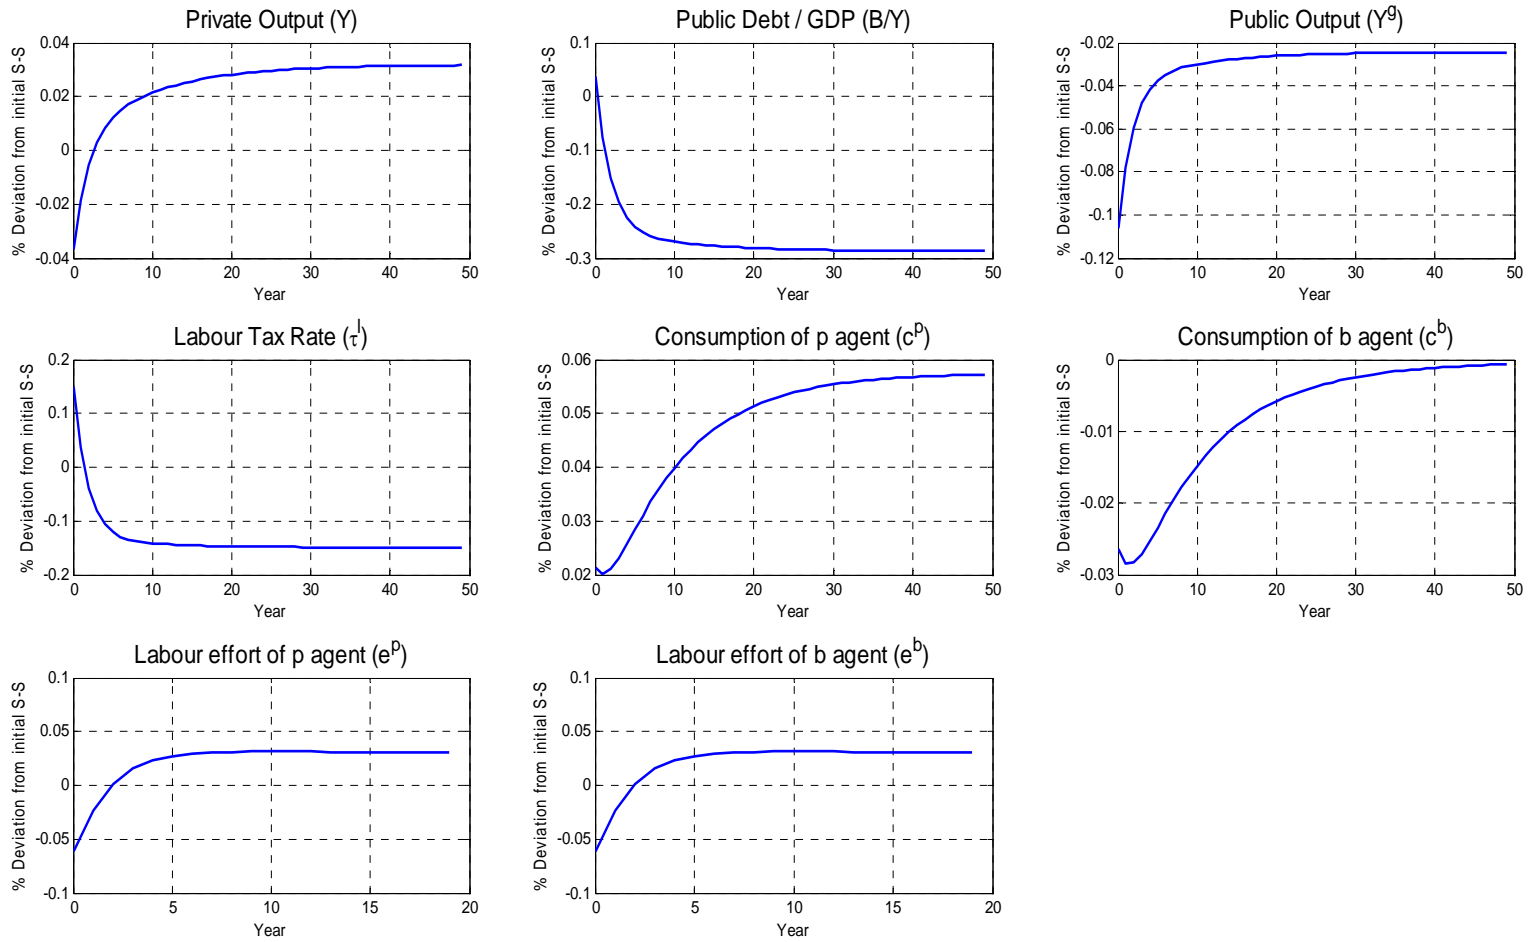 Private Output (Y)
% Deviation from initial S-S
0.04
0.02
0
-0.02
-0.04
0 10 20 30 40 50
Year
Public Debt / GDP (B/Y)
% Deviation from initial S-S
0.1
0
-0.1
-0.2
-0.3
0 10 20 30 40 50
Year
Public Output (Y^g)
% Deviation from initial S-S
-0.02
-0.04
-0.06
-0.08
-0.1
-0.12
0 10 20 30 40 50
Year
Labour Tax Rate (τ^l)
% Deviation from initial S-S
0.2
0.1
0
-0.1
-0.2
0 10 20 30 40 50
Year
Consumption of p agent (c^p)
% Deviation from initial S-S
0.06
0.05
0.04
0.03
0.02
0 10 20 30 40 50
Year
Consumption of b agent (c^b)
% Deviation from initial S-S
0
-0.01
-0.02
-0.03
0 10 20 30 40 50
Year
Labour effort of p agent (e^p)
% Deviation from initial S-S
0.1
0.05
0
-0.05
-0.1
0 5 10 15 20
Year
Labour effort of b agent (e^b)
% Deviation from initial S-S
0.1
0.05
0
-0.05
-0.1
0 5 10 15 20
Year